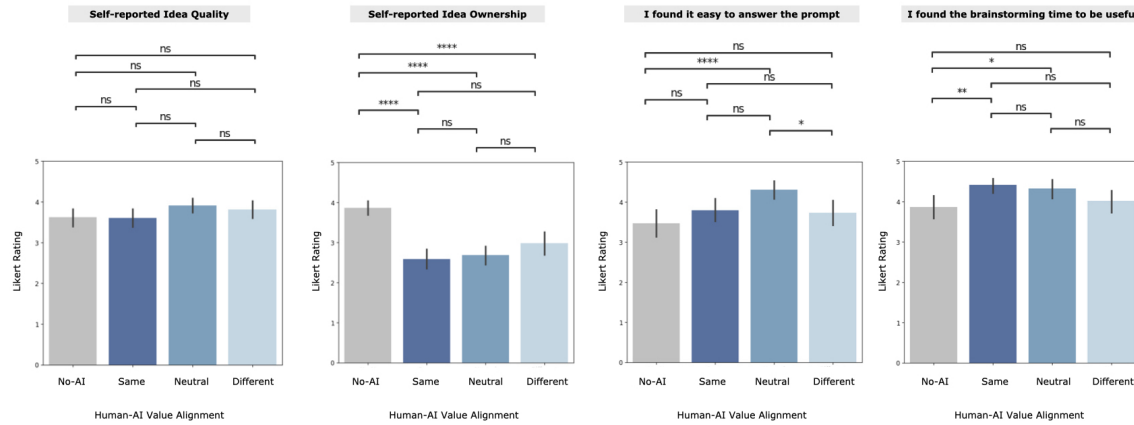 Self-reported Idea Quality
ns
ns
ns
ns
ns
ns
5
4
3
2
1
0
Likert Rating
No-AI Same Neutral Different
Human-AI Value Alignment
Self-reported Idea Ownership
****
****
ns
****
ns
ns
5
4
3
2
1
0
Likert Rating
No-AI Same Neutral Different
Human-AI Value Alignment
I found it easy to answer the prompt
ns
****
ns
ns
ns
*
5
4
3
2
1
0
Likert Rating
No-AI Same Neutral Different
Human-AI Value Alignment
I found the brainstorming time to be useful
ns
*
ns
**
ns
ns
5
4
3
2
1
0
Likert Rating
No-AI Same Neutral Different
Human-AI Value Alignment